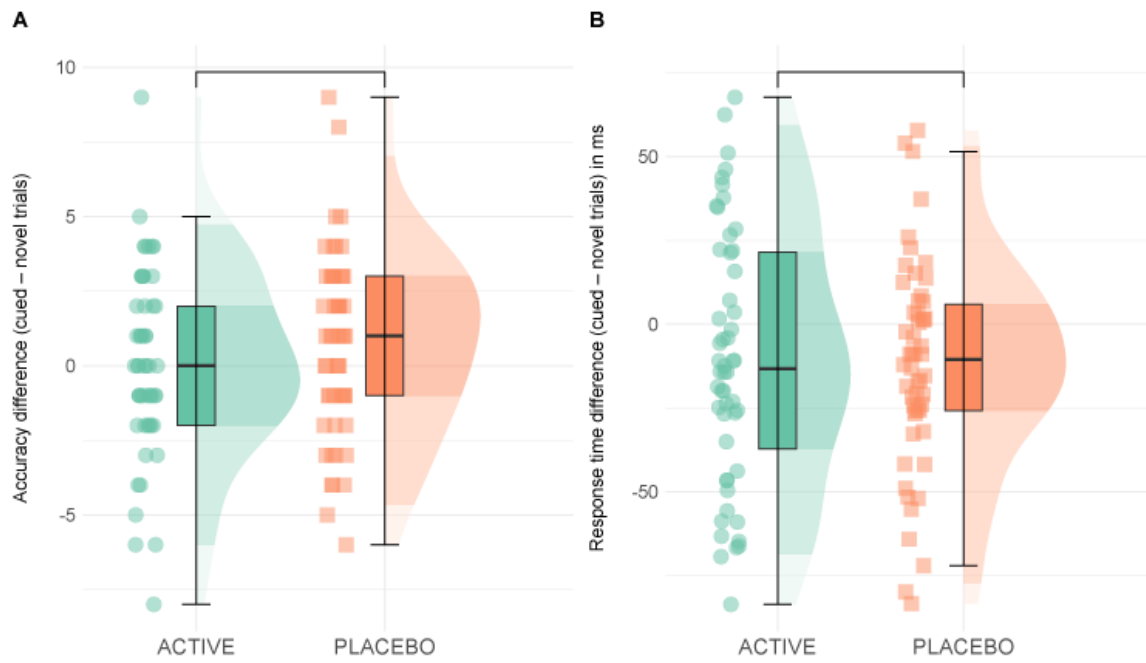 A
Accuracy difference (cued – novel trials)
10
5
0
-5
ACTIVE
PLACEBO
B
Response time difference (cued – novel trials) in ms
50
0
-50
ACTIVE
PLACEBO